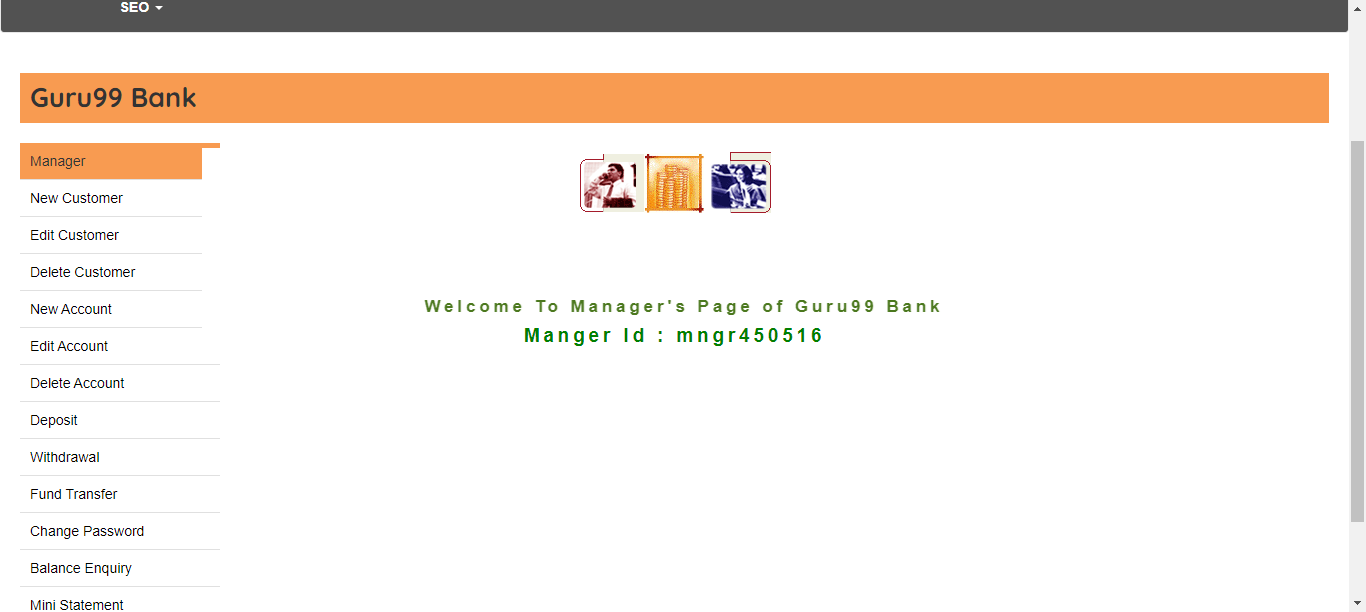 SEO
Guru99 Bank
Manager
New Customer
Edit Customer
Delete Customer
New Account
Edit Account
Delete Account
Deposit
Withdrawal
Fund Transfer
Change Password
Balance Enquiry
Mini Statement
Welcome To Manager's Page of Guru99 Bank
Manger Id : mngr450516